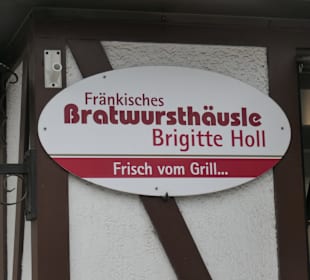 Fränkisches
Bratwursthäusle
Brigitte Holl
Frisch vom Grill...